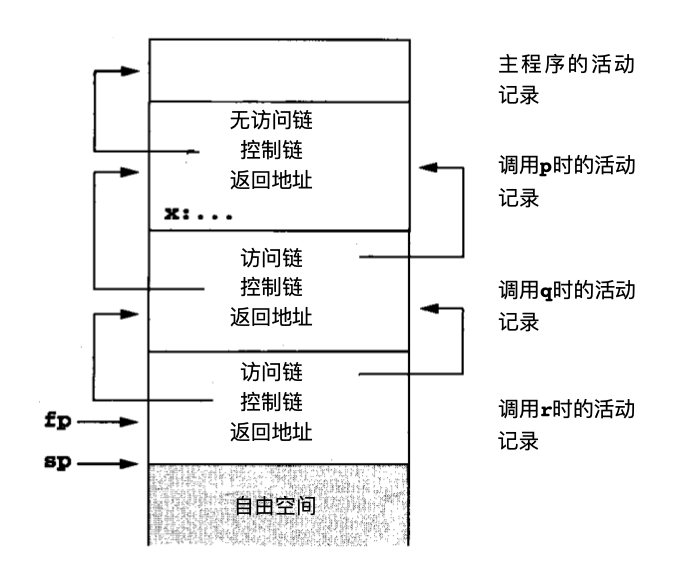 主程序的活动
记录
无访问链
控制链
返回地址
x:...
调用p时的活动
记录
访问链
控制链
返回地址
调用q时的活动
记录
访问链
控制链
返回地址
调用r时的活动
记录
fp
sp
自由空间